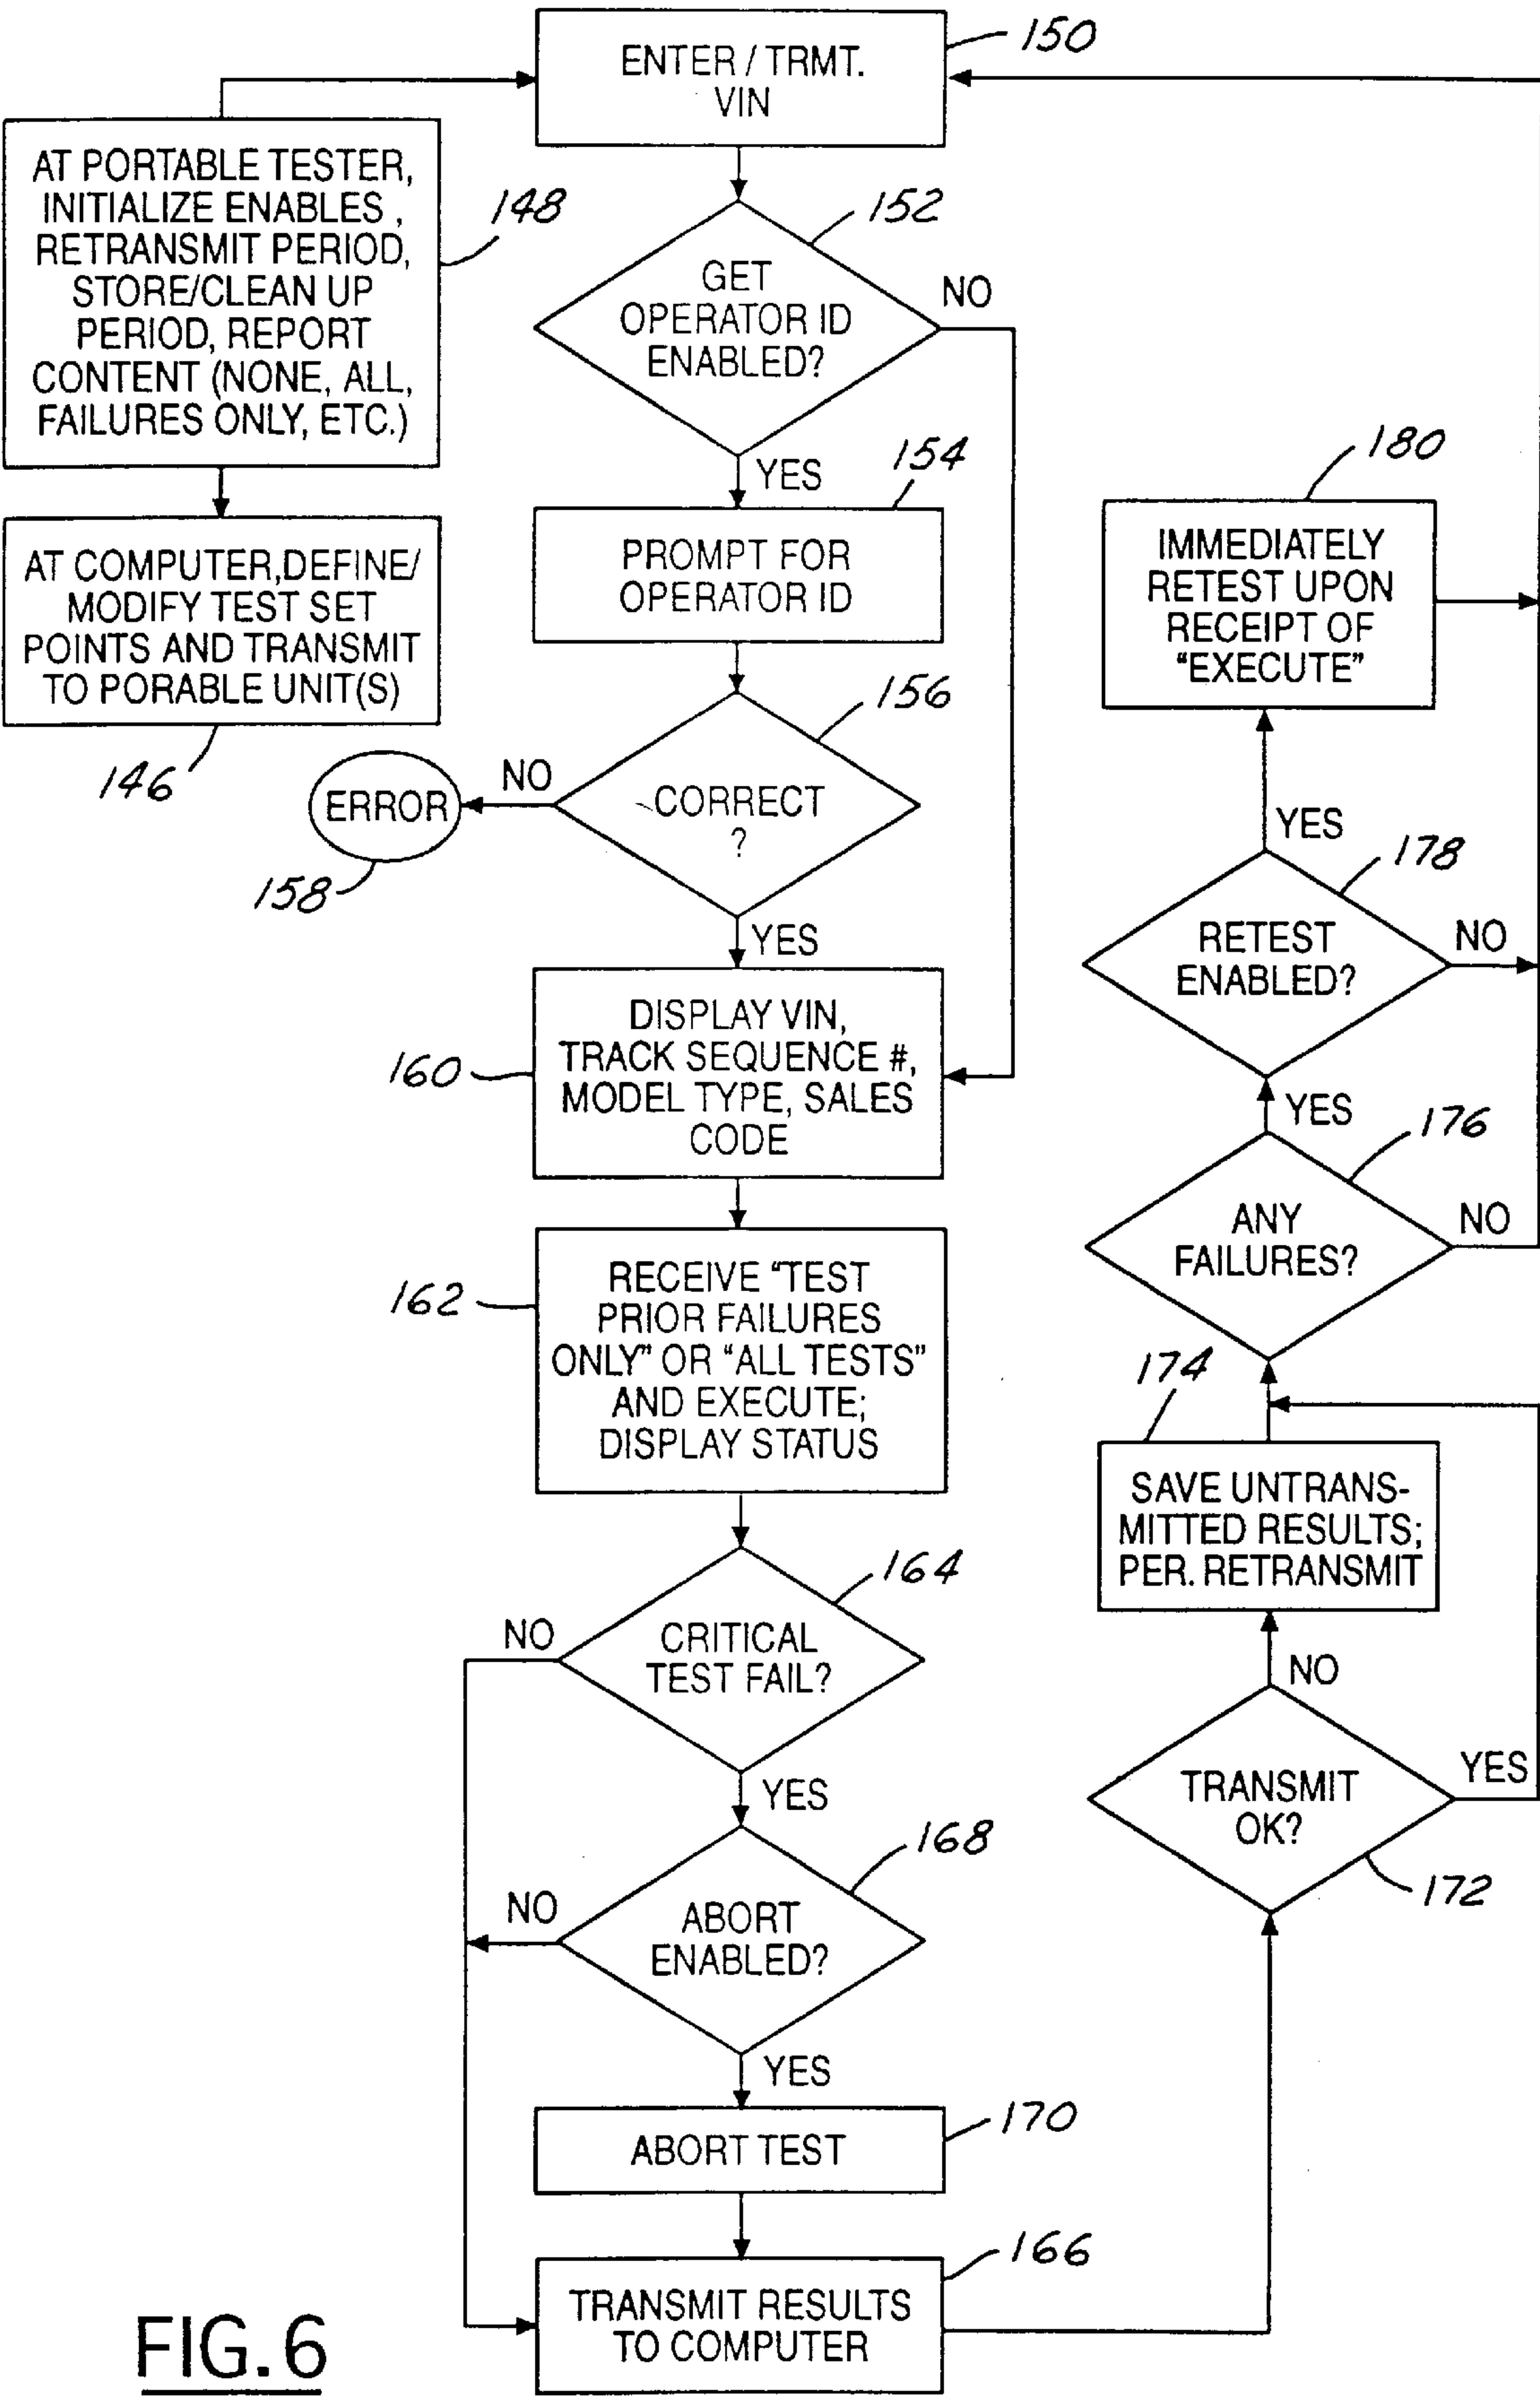 ENTER / TRMT.
VIN
150
AT PORTABLE TESTER,
INITIALIZE ENABLES ,
RETRANSMIT PERIOD,
STORE/CLEAN UP
PERIOD, REPORT
CONTENT (NONE, ALL,
FAILURES ONLY, ETC.)
148
AT COMPUTER,DEFINE/
MODIFY TEST SET
POINTS AND TRANSMIT
TO PORABLE UNIT(S)
146
GET
OPERATOR ID
ENABLED?
152
NO
YES
PROMPT FOR
OPERATOR ID
154
CORRECT
?
156
NO
ERROR
158
YES
DISPLAY VIN,
TRACK SEQUENCE #,
MODEL TYPE, SALES
CODE
160
RECEIVE "TEST
PRIOR FAILURES
ONLY" OR "ALL TESTS"
AND EXECUTE;
DISPLAY STATUS
162
CRITICAL
TEST FAIL?
164
NO
YES
ABORT
ENABLED?
168
NO
YES
ABORT TEST
170
TRANSMIT RESULTS
TO COMPUTER
166
180
IMMEDIATELY
RETEST UPON
RECEIPT OF
"EXECUTE"
YES
178
RETEST
ENABLED?
NO
YES
176
ANY
FAILURES?
NO
174
SAVE UNTRANS-
MITTED RESULTS;
PER. RETRANSMIT
NO
TRANSMIT
OK?
YES
172
FIG. 6